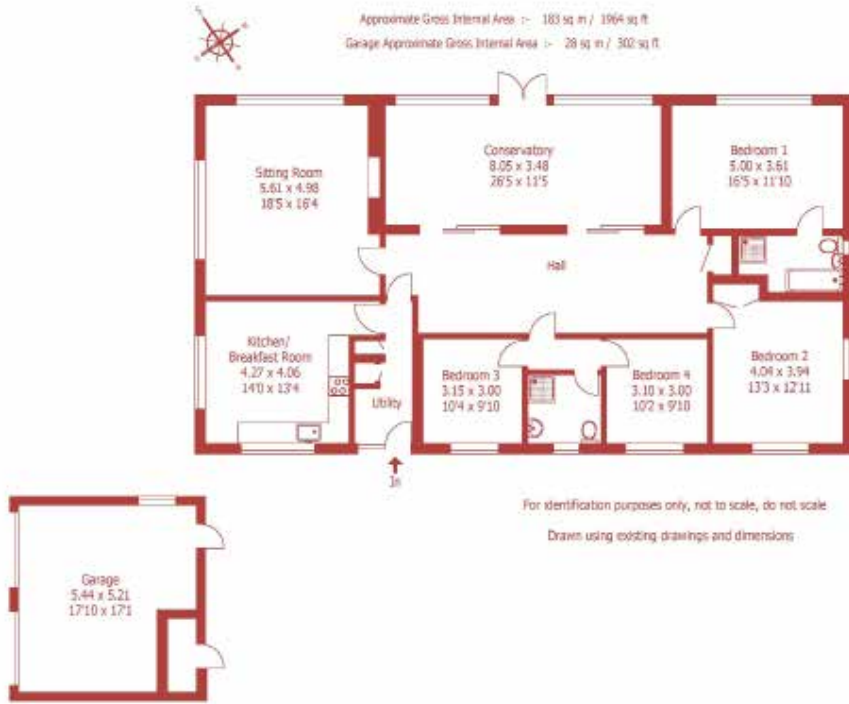 Approximate Gross Internal Area :- 183 sq m / 1964 sq ft
Garage Approximate Gross Internal Area :- 28 sq m / 302 sq ft
Sitting Room
5.61 x 4.98
18'5 x 16'4
Conservatory
8.05 x 3.48
26'5 x 11'5
Bedroom 1
5.00 x 3.61
16'5 x 11'10
Hall
Kitchen/
Breakfast Room
4.27 x 4.06
14'0 x 13'4
Utility
Bedroom 3
3.15 x 3.00
10'4 x 9'10
Bedroom 4
3.10 x 3.00
10'2 x 9'10
Bedroom 2
4.04 x 3.94
13'3 x 12'11
In
For identification purposes only, not to scale, do not scale
Drawn using existing drawings and dimensions
Garage
5.44 x 5.21
17'10 x 17'1